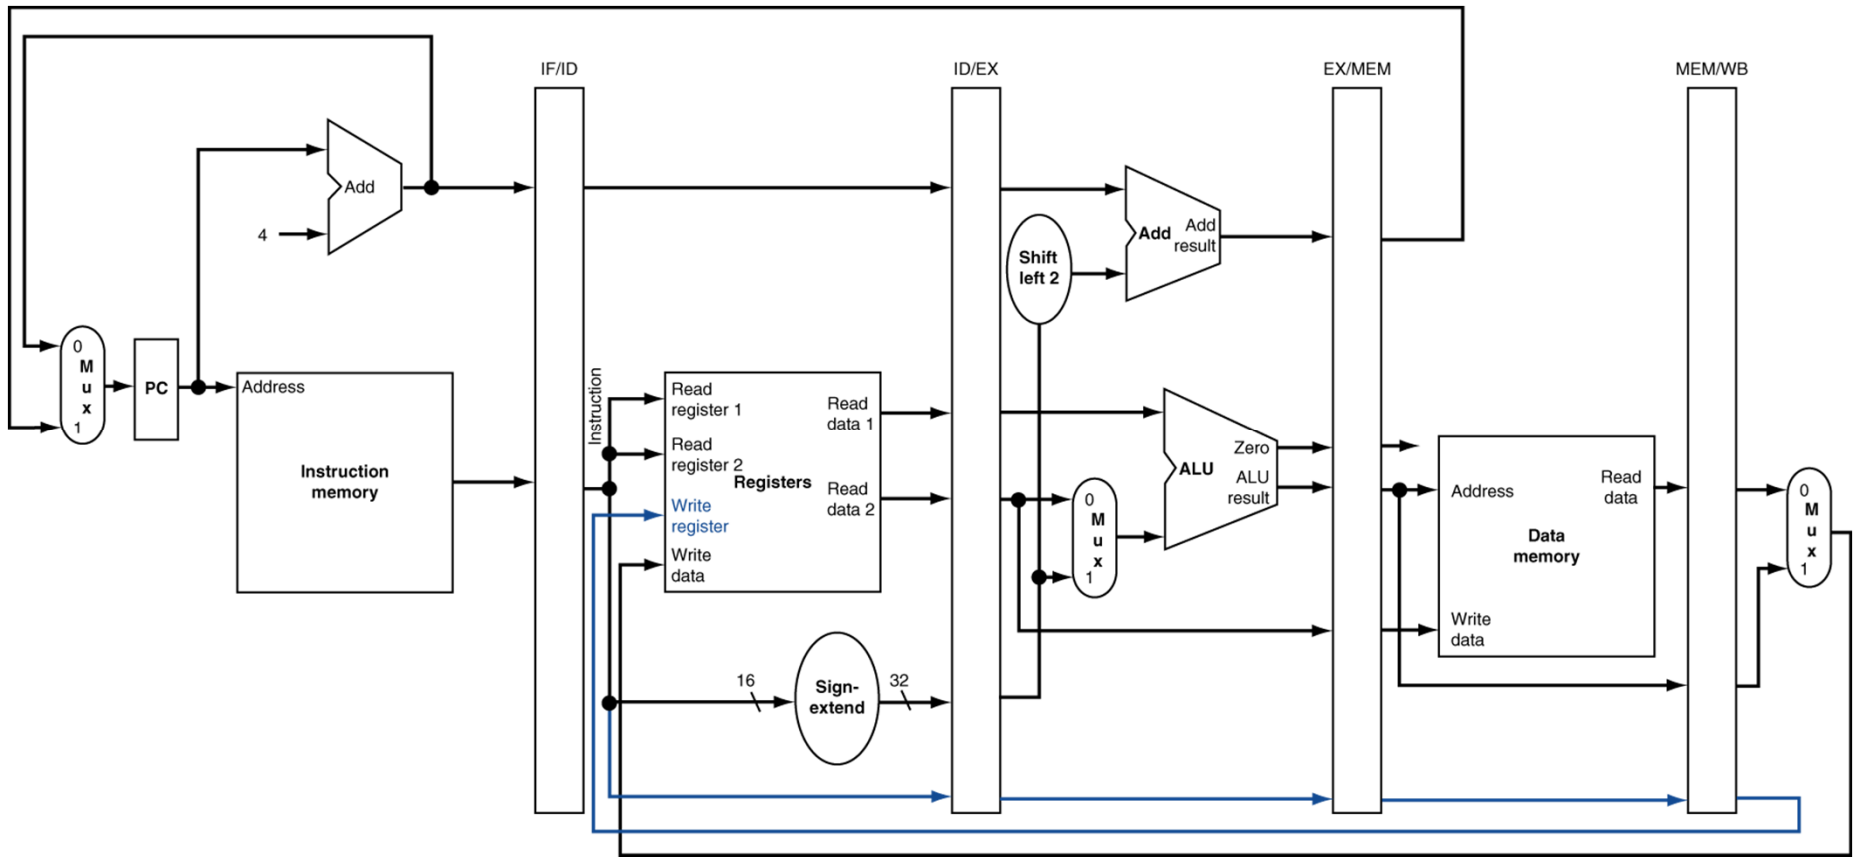 IF/ID
ID/EX
EX/MEM
MEM/WB
Add
4
Add
Add
result
Shift
left 2
0
M
u
x
1
PC
Address
Instruction
memory
Instruction
Read
register 1
Read
register 2
Write
register
Write
data
Registers
Read
data 1
Read
data 2
16
Sign-
extend
32
0
M
u
x
1
ALU
Zero
ALU
result
Address
Read
data
Data
memory
Write
data
0
M
u
x
1